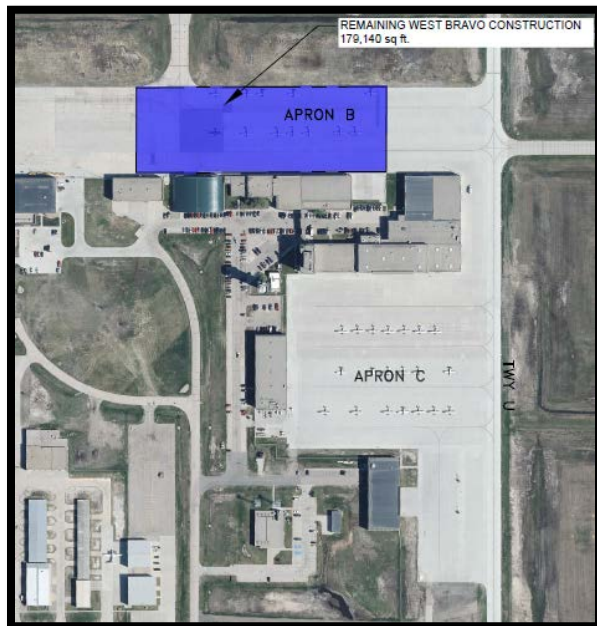 REMAINING WEST BRAVO CONSTRUCTION
179,140 sq ft.
APRON B
APRON C
TWY U